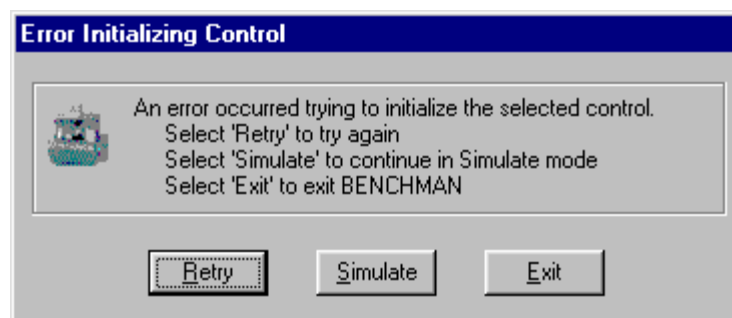 Error Initializing Control
An error occurred trying to initialize the selected control.
Select 'Retry' to try again
Select 'Simulate' to continue in Simulate mode
Select 'Exit' to exit BENCHMAN
Retry
Simulate
Exit